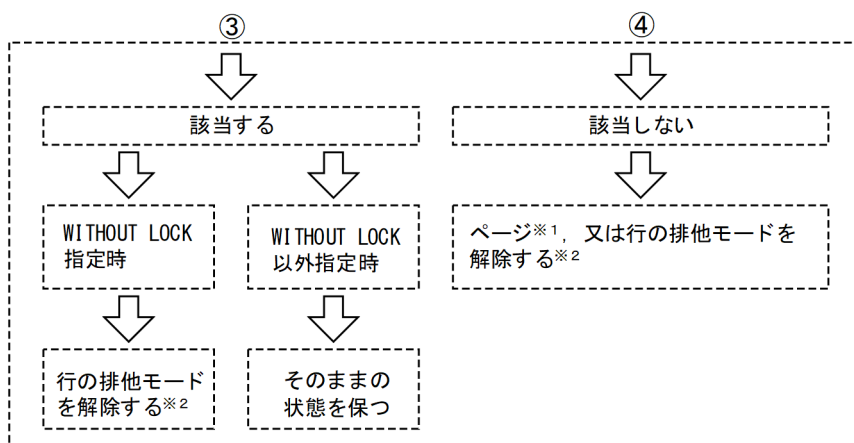 ③
④
該当する
該当しない
WITHOUT LOCK
指定時
WITHOUT LOCK
以外指定時
ページ※1，又は行の排他モードを
解除する※2
行の排他モード
を解除する※2
そのままの
状態を保つ